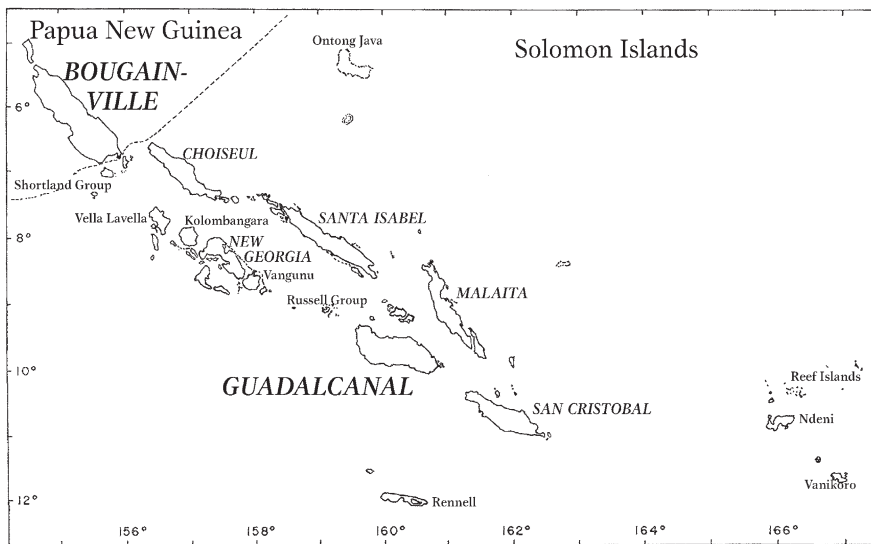 Papua New Guinea
Solomon Islands
Ontong Java
BOUGAIN-
VILLE
6°
CHOISEUL
Shortland Group
Vella Lavella
Kolombangara
SANTA ISABEL
8°
NEW
GEORGIA
Vangunu
MALAITA
Russell Group
10°
GUADALCANAL
Reef Islands
SAN CRISTOBAL
Ndeni
Vanikoro
12°
Rennell
156°
158°
160°
162°
164°
166°